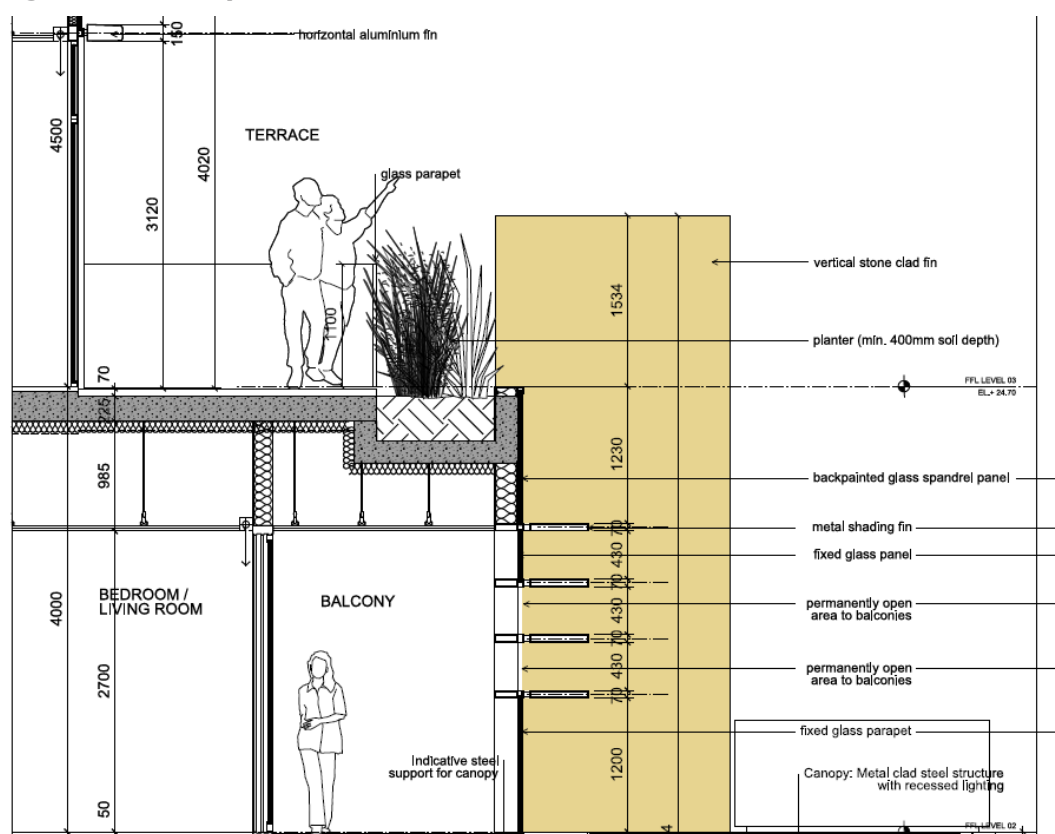 150
horizontal aluminium fin
4500
TERRACE
4020
glass parapet
3120
vertical stone clad fin
1534
1100
planter (min. 400mm soil depth)
70
FFL LEVEL 03
EL.+ 24.70
225
1230
985
backpainted glass spandrel panel
70
metal shading fin
430
fixed glass panel
70
BEDROOM /
LIVING ROOM
BALCONY
4000
430
permanently open
area to balconies
70
430
permanently open
area to balconies
2700
70
fixed glass parapet
Indicative steel
support for canopy
1200
Canopy: Metal clad steel structure
with recessed lighting
50
4
FFL LEVEL 02